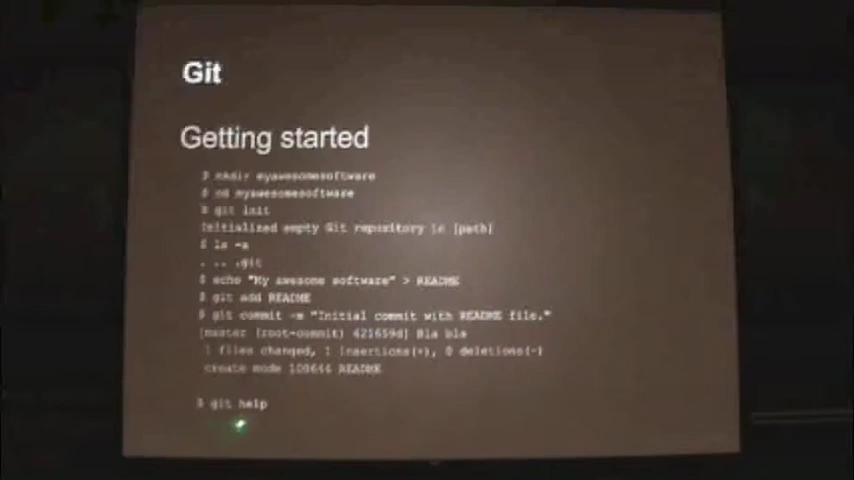 Git
Getting started
$ mkdir myawesomesoftware
$ cd myawesomesoftware
$ git init
Initialized empty Git repository in [path]
$ ls -a
. .. .git
$ echo "My awesome software" > README
$ git add README
$ git commit -m "Initial commit with README file."
[master (root-commit) 421659d] Bla bla
1 files changed, 1 insertions(+), 0 deletions(-)
create mode 100644 README
$ git help